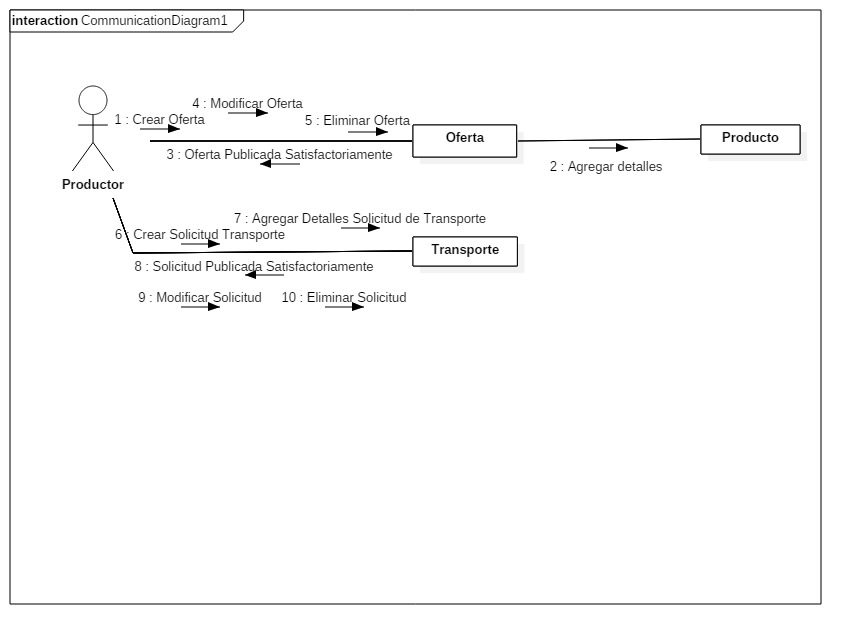 interaction CommunicationDiagram1
4 : Modificar Oferta
1 : Crear Oferta
5 : Eliminar Oferta
Oferta
Producto
3 : Oferta Publicada Satisfactoriamente
2 : Agregar detalles
Productor
7 : Agregar Detalles Solicitud de Transporte
6 : Crear Solicitud Transporte
Transporte
8 : Solicitud Publicada Satisfactoriamente
9 : Modificar Solicitud
10 : Eliminar Solicitud